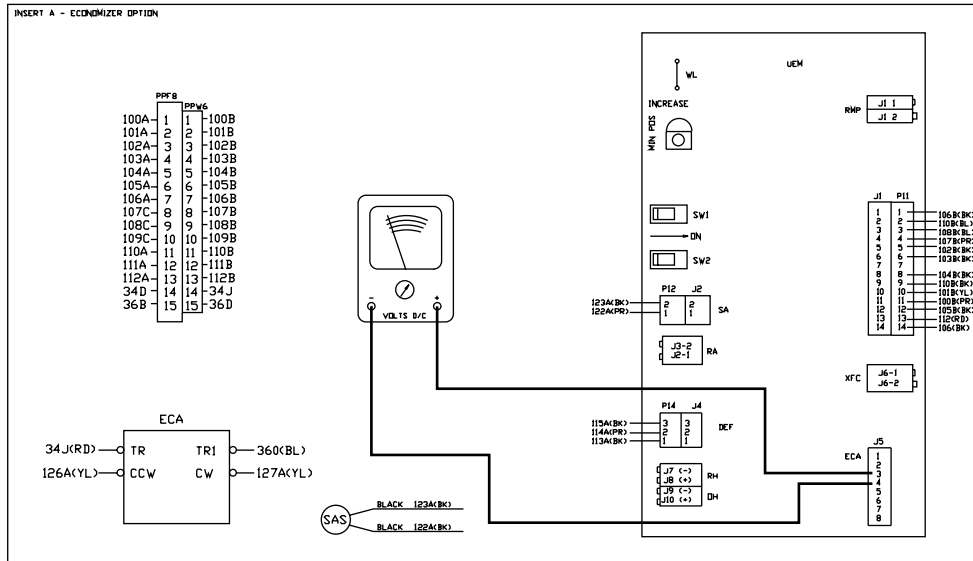 INSERT A - ECONOMIZER OPTION
PPF8 PPW6
100A 1 1 100B
101A 2 2 101B
102A 3 3 102B
103A 4 4 103B
104A 5 5 104B
105A 6 6 105B
106A 7 7 106B
107C 8 8 107B
108C 9 9 108B
109C 10 10 109B
110A 11 11 110B
111A 12 12 111B
112A 13 13 112B
34D 14 14 34J
36B 15 15 36D
- +
VOLTS D/C
ECA
34J(RD) TR TR1 360(BL)
126A(YL) CCW CW 127A(YL)
SAS
BLACK 123A(BK)
BLACK 122A(BK)
UEM
WL
INCREASE
MIN POS
RMP
J1 1
J1 2
SW1
ON
SW2
P12 J2
123A(BK) 2 2
122A(PR) 1 1
SA
J3-2
J2-1
RA
P14 J4
115A(BK) 3 3
114A(PR) 2 2
113A(BK) 1 1
DEF
J7 (-)
J8 (+)
RH
J9 (-)
J10 (+)
OH
J1 P11
1 1 106B(BK)
2 2 110B(BL)
3 3 108B(BL)
4 4 107B(PR)
5 5 102B(BK)
6 6 103B(BK)
7 7
8 8 104B(BK)
9 9 110B(BK)
10 10 101B(YL)
11 11 100B(PR)
12 12 105B(BK)
13 13 112(RD)
14 14 106(BK)
XFC
J6-1
J6-2
J5
ECA
1
2
3
4
5
6
7
8